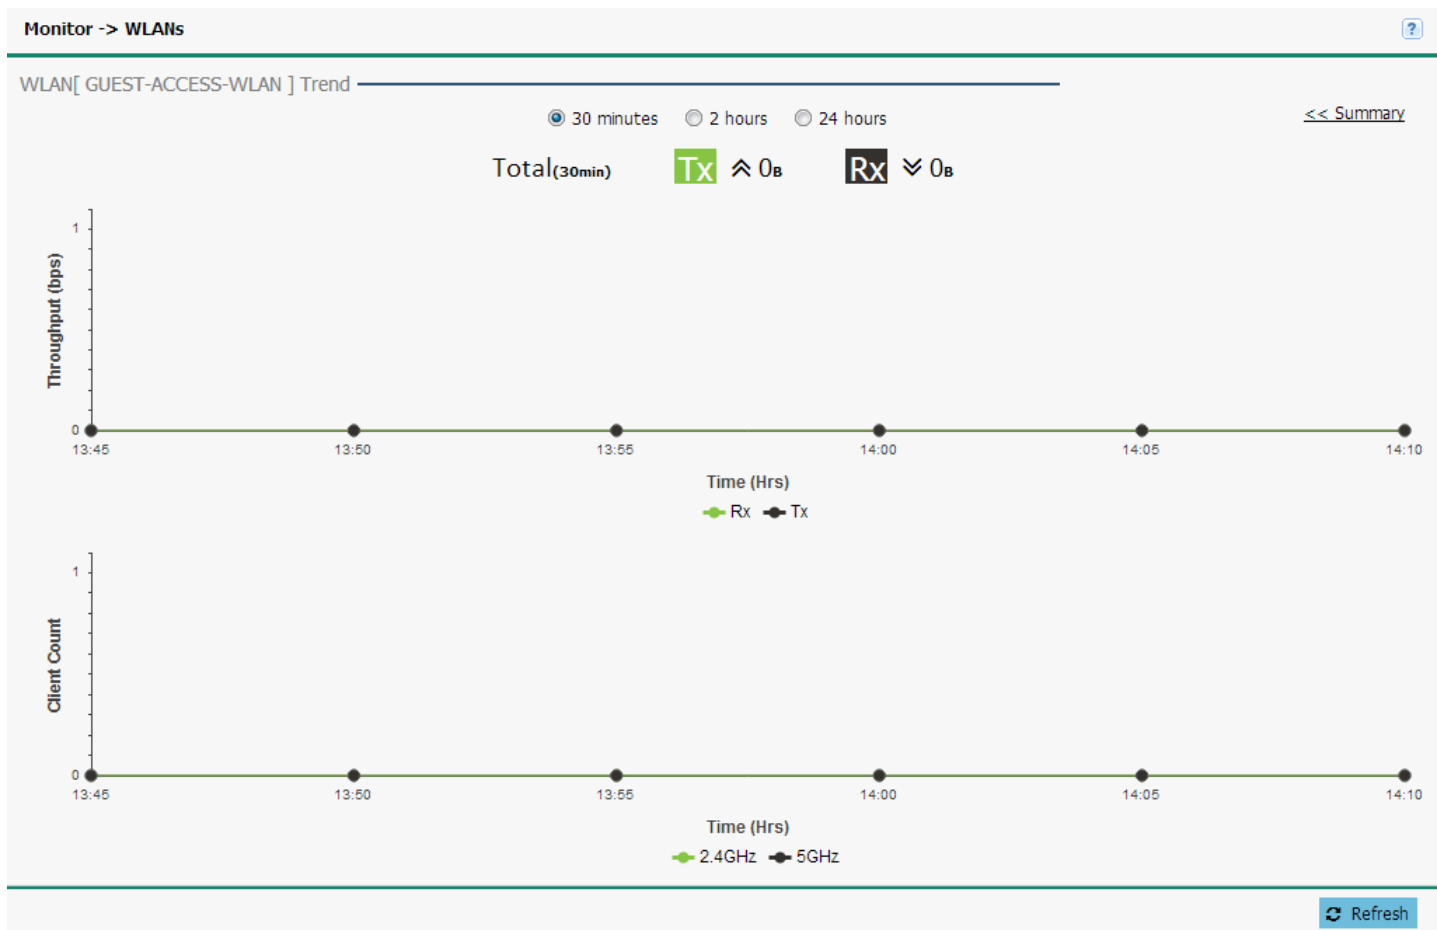 Monitor -> WLANs ?
WLAN[ GUEST-ACCESS-WLAN ] Trend
30 minutes 2 hours 24 hours << Summary
Total(30min) Tx 0B Rx 0B
1
Throughput (bps)
0
13:45 13:50 13:55 14:00 14:05 14:10
Time (Hrs)
Rx Tx
1
Client Count
0
13:45 13:50 13:55 14:00 14:05 14:10
Time (Hrs)
2.4GHz 5GHz
Refresh